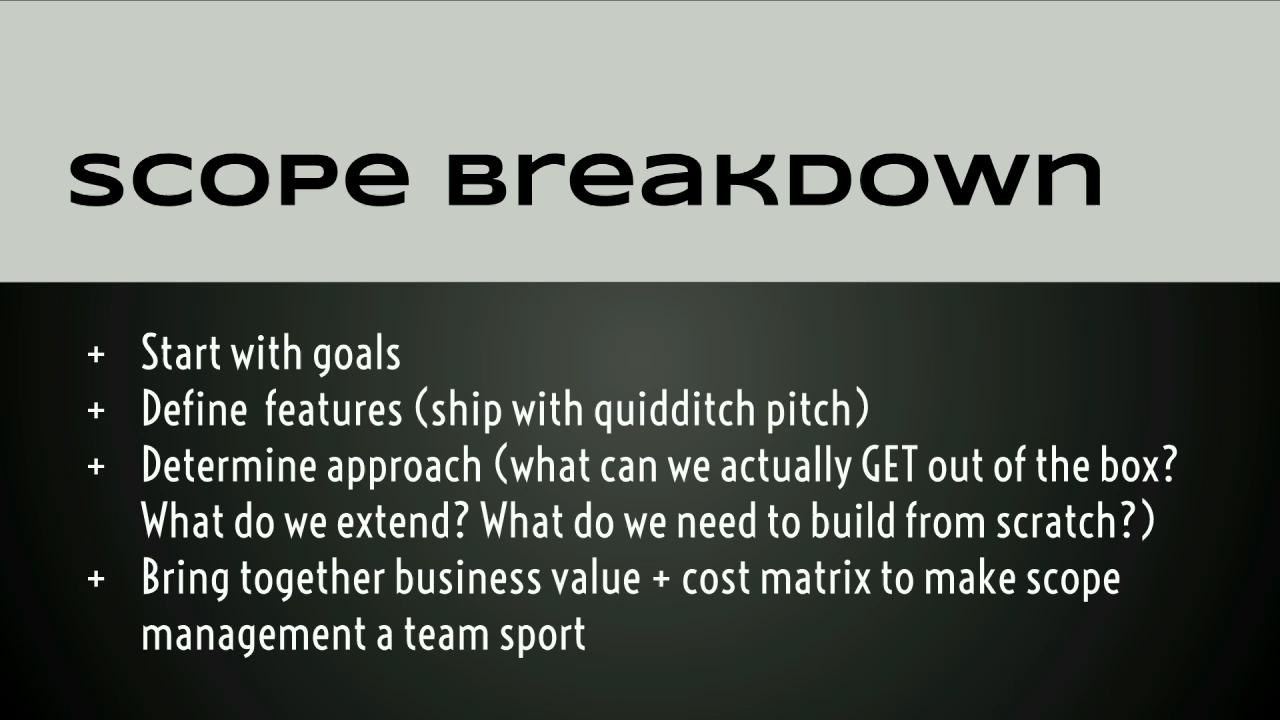 SCOPE BreaKDOWn
+ Start with goals
+ Define features (ship with quidditch pitch)
+ Determine approach (what can we actually GET out of the box?
What do we extend? What do we need to build from scratch?)
+ Bring together business value + cost matrix to make scope
management a team sport